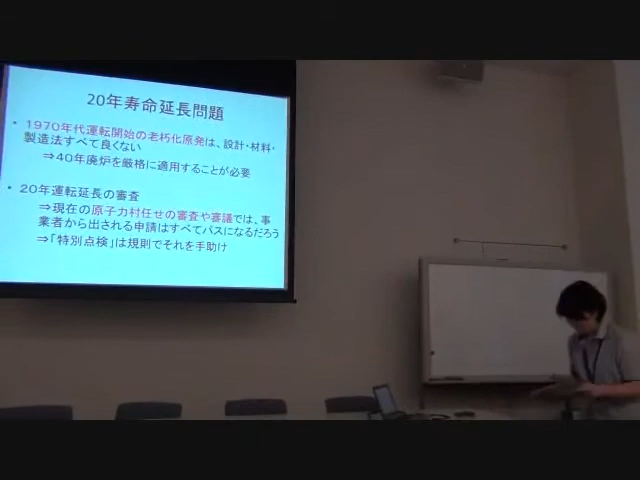 20年寿命延長問題
• 1970年代運転開始の老朽化原発は、設計・材料・
製造法すべて良くない
⇒40年廃炉を厳格に適用することが必要
• 20年運転延長の審査
⇒現在の原子力村任せの審査や審議では、事
業者から出される申請はすべてパスになるだろう
⇒「特別点検」は規則でそれを手助け